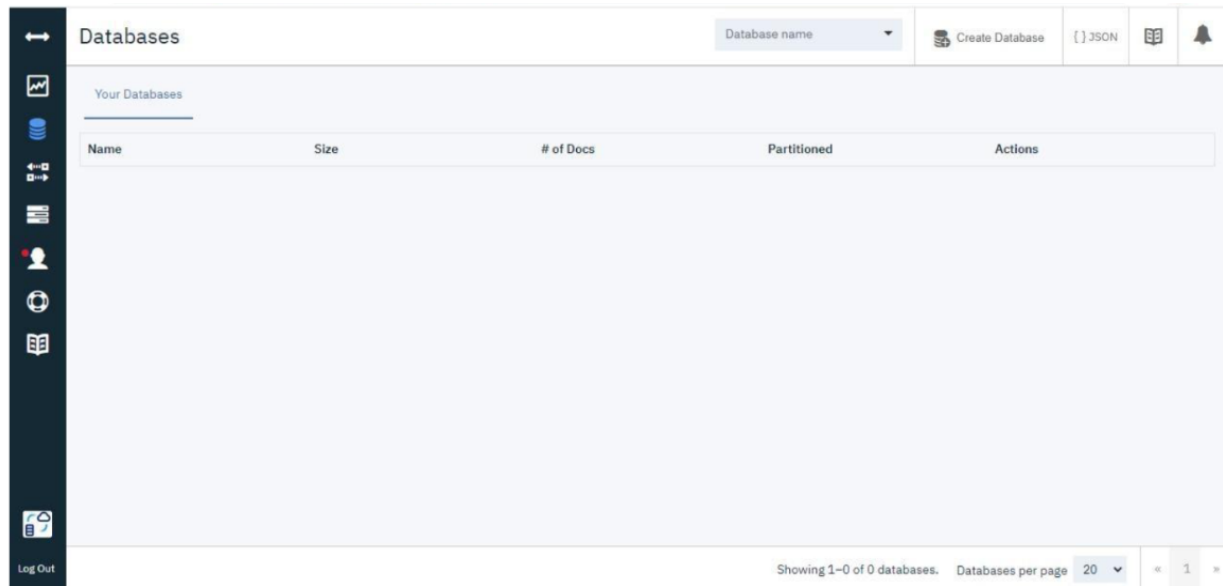 Databases
Database name
Create Database
{ } JSON
Your Databases
Name Size # of Docs Partitioned Actions
Log Out
Showing 1–0 of 0 databases. Databases per page 20 « 1 »